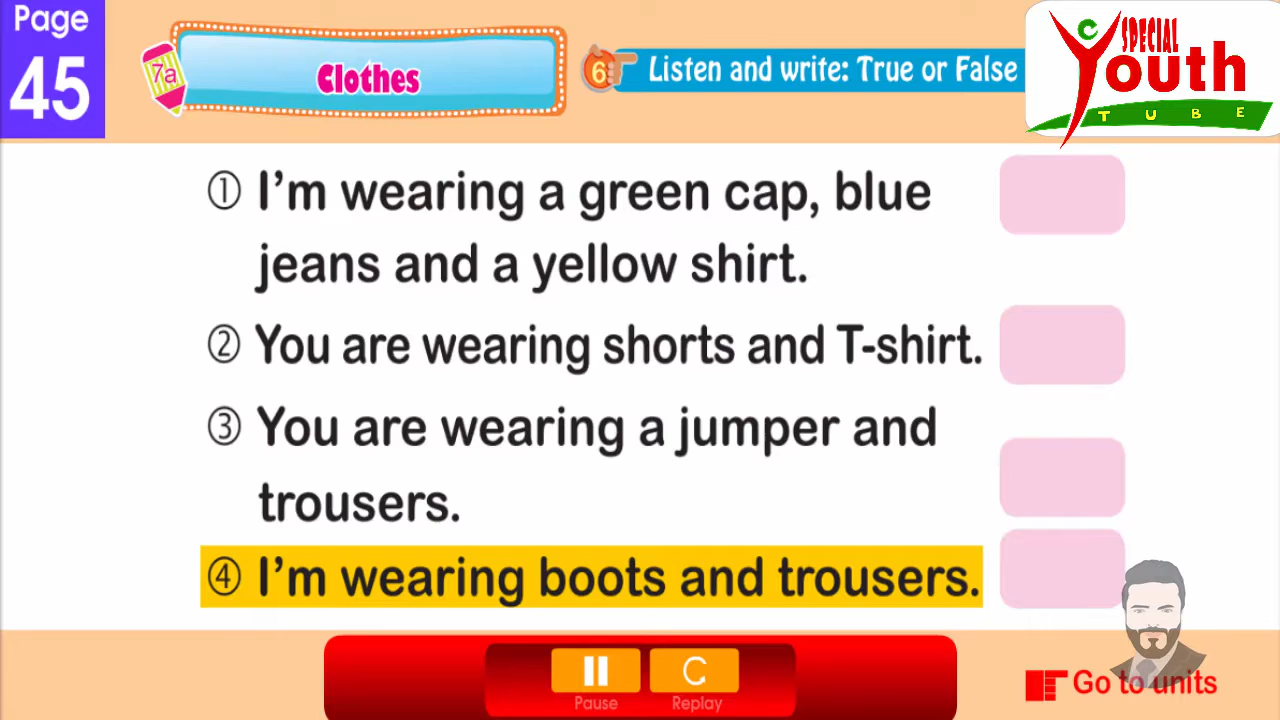 Page
45
7a
Clothes
6
Listen and write: True or False
SPECIAL
Youth
C
TUBE
① I'm wearing a green cap, blue
jeans and a yellow shirt.
② You are wearing shorts and T-shirt.
③ You are wearing a jumper and
trousers.
④ I'm wearing boots and trousers.
Pause
Replay
Go to units